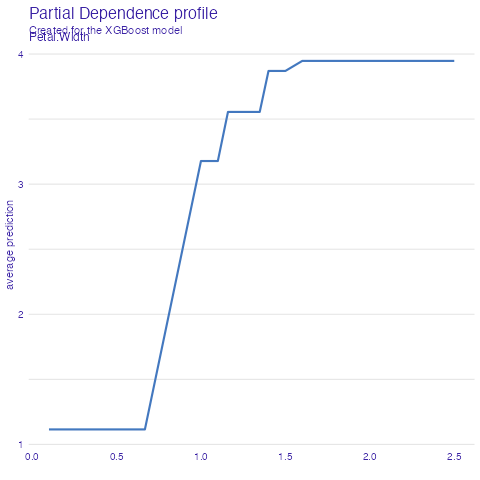 Partial Dependence profile
Created for the XGBoost model
Petal.Width
4
3
2
1
average prediction
0.0 0.5 1.0 1.5 2.0 2.5